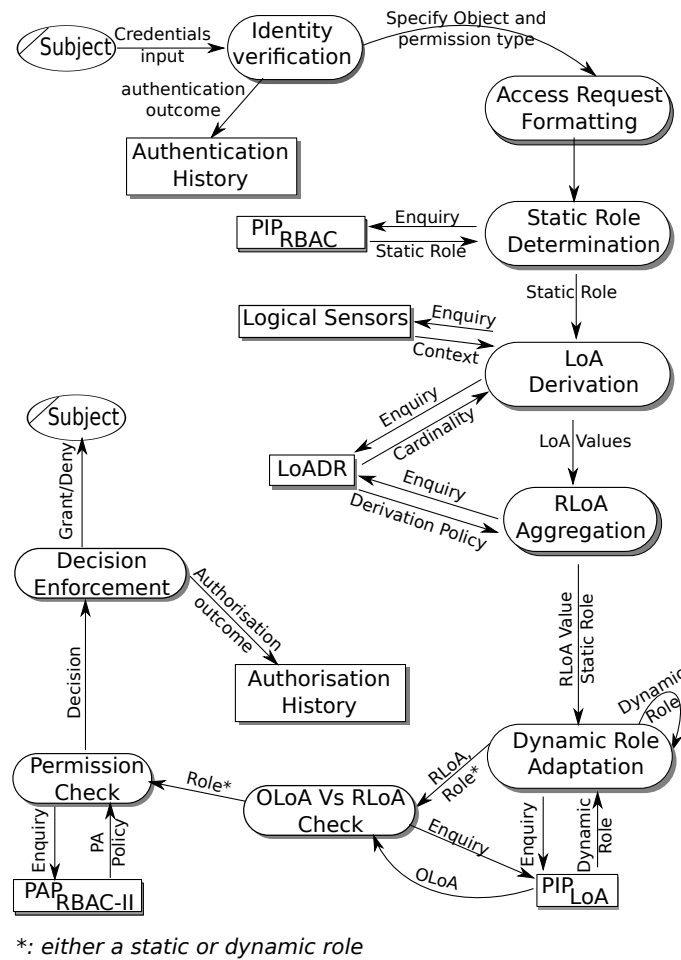 Subject
Credentials
input
Identity
verification
Specify Object and
permission type
authentication
outcome
Access Request
Formatting
Authentication
History
PIP RBAC
Enquiry
Static Role
Static Role
Determination
Static Role
Logical Sensors
Enquiry
Context
LoA
Derivation
Enquiry
Cardinality
LoA Values
Subject
LoADR
Enquiry
Derivation Policy
RLoA
Aggregation
Grant/Deny
Decision
Enforcement
Authorisation
outcome
RLoA Value
Static Role
Authorisation
History
Dynamic
Role
Decision
Dynamic Role
Adaptation
Permission
Check
Role*
OLoA Vs RLoA
Check
RLoA,
Role*
Enquiry
PA
Policy
Enquiry
OLoA
Enquiry
Dynamic
Role
PAP RBAC-II
PIP LoA
*: either a static or dynamic role